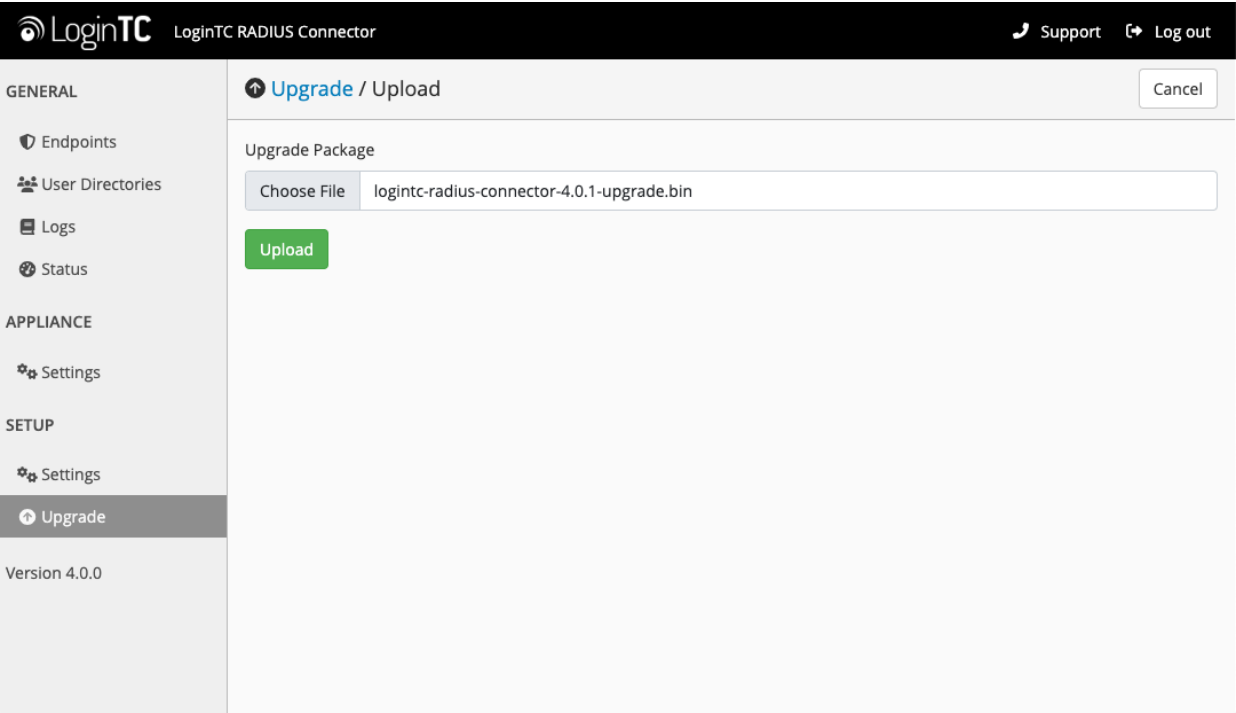 LoginTC LoginTC RADIUS Connector Support Log out
GENERAL
Endpoints
User Directories
Logs
Status
APPLIANCE
Settings
SETUP
Settings
Upgrade
Version 4.0.0
Upgrade / Upload Cancel
Upgrade Package
Choose File logintc-radius-connector-4.0.1-upgrade.bin
Upload